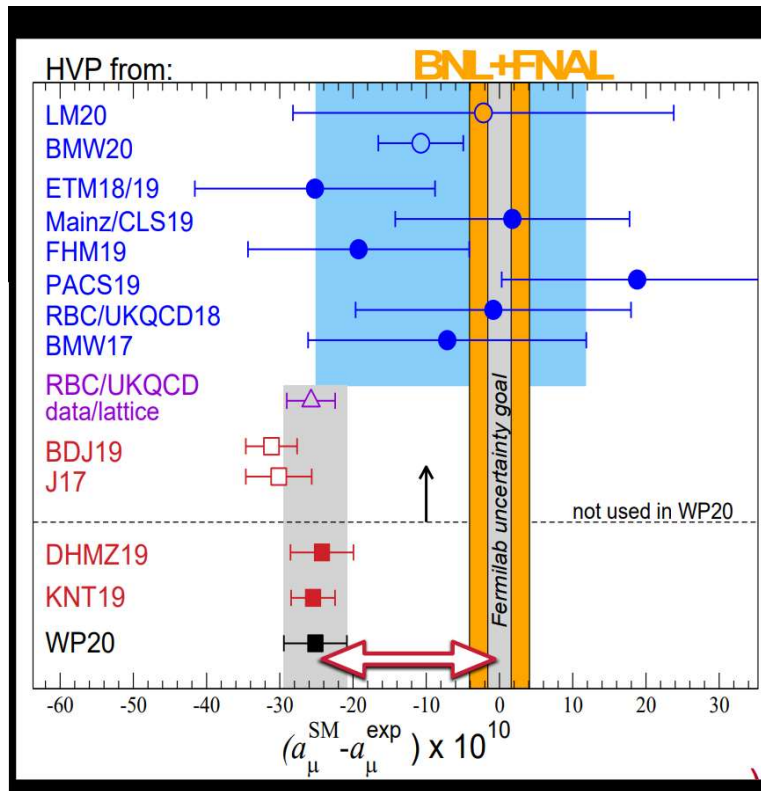 HVP from:
BNL+FNAL
LM20
BMW20
ETM18/19
Mainz/CLS19
FHM19
PACS19
RBC/UKQCD18
BMW17
RBC/UKQCD
data/lattice
BDJ19
J17
not used in WP20
DHMZ19
KNT19
WP20
Fermilab uncertainty goal
-60 -50 -40 -30 -20 -10 0 10 20 30
(a_μ^SM-a_μ^exp) x 10^10